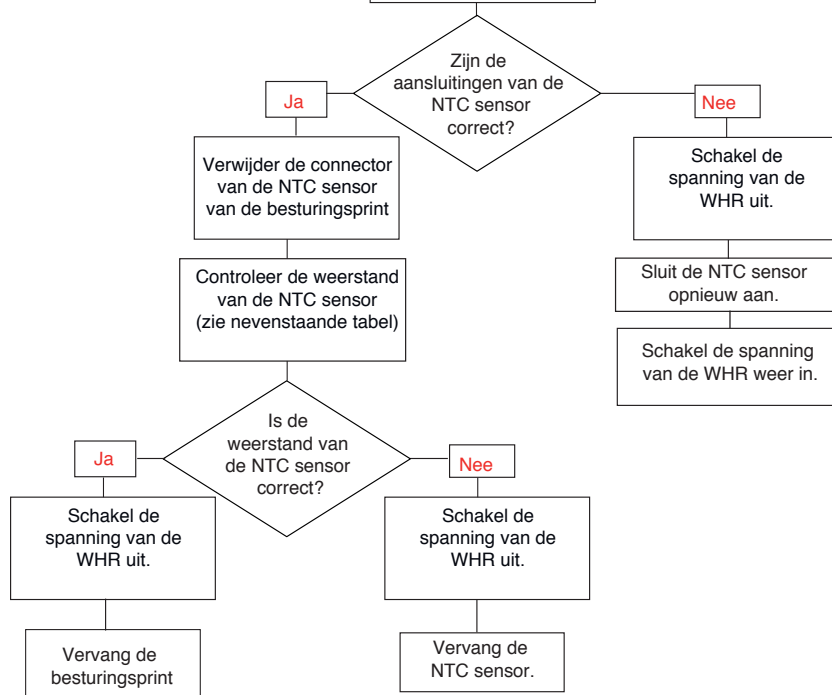 Zijn de
aansluitingen van de
NTC sensor
correct?
Ja
Nee
Verwijder de connector
van de NTC sensor
van de besturingsprint
Schakel de
spanning van de
WHR uit.
Controleer de weerstand
van de NTC sensor
(zie nevenstaande tabel)
Sluit de NTC sensor
opnieuw aan.
Schakel de spanning
van de WHR weer in.
Is de
weerstand van
de NTC sensor
correct?
Ja
Nee
Schakel de
spanning van de
WHR uit.
Schakel de
spanning van de
WHR uit.
Vervang de
besturingsprint
Vervang de
NTC sensor.